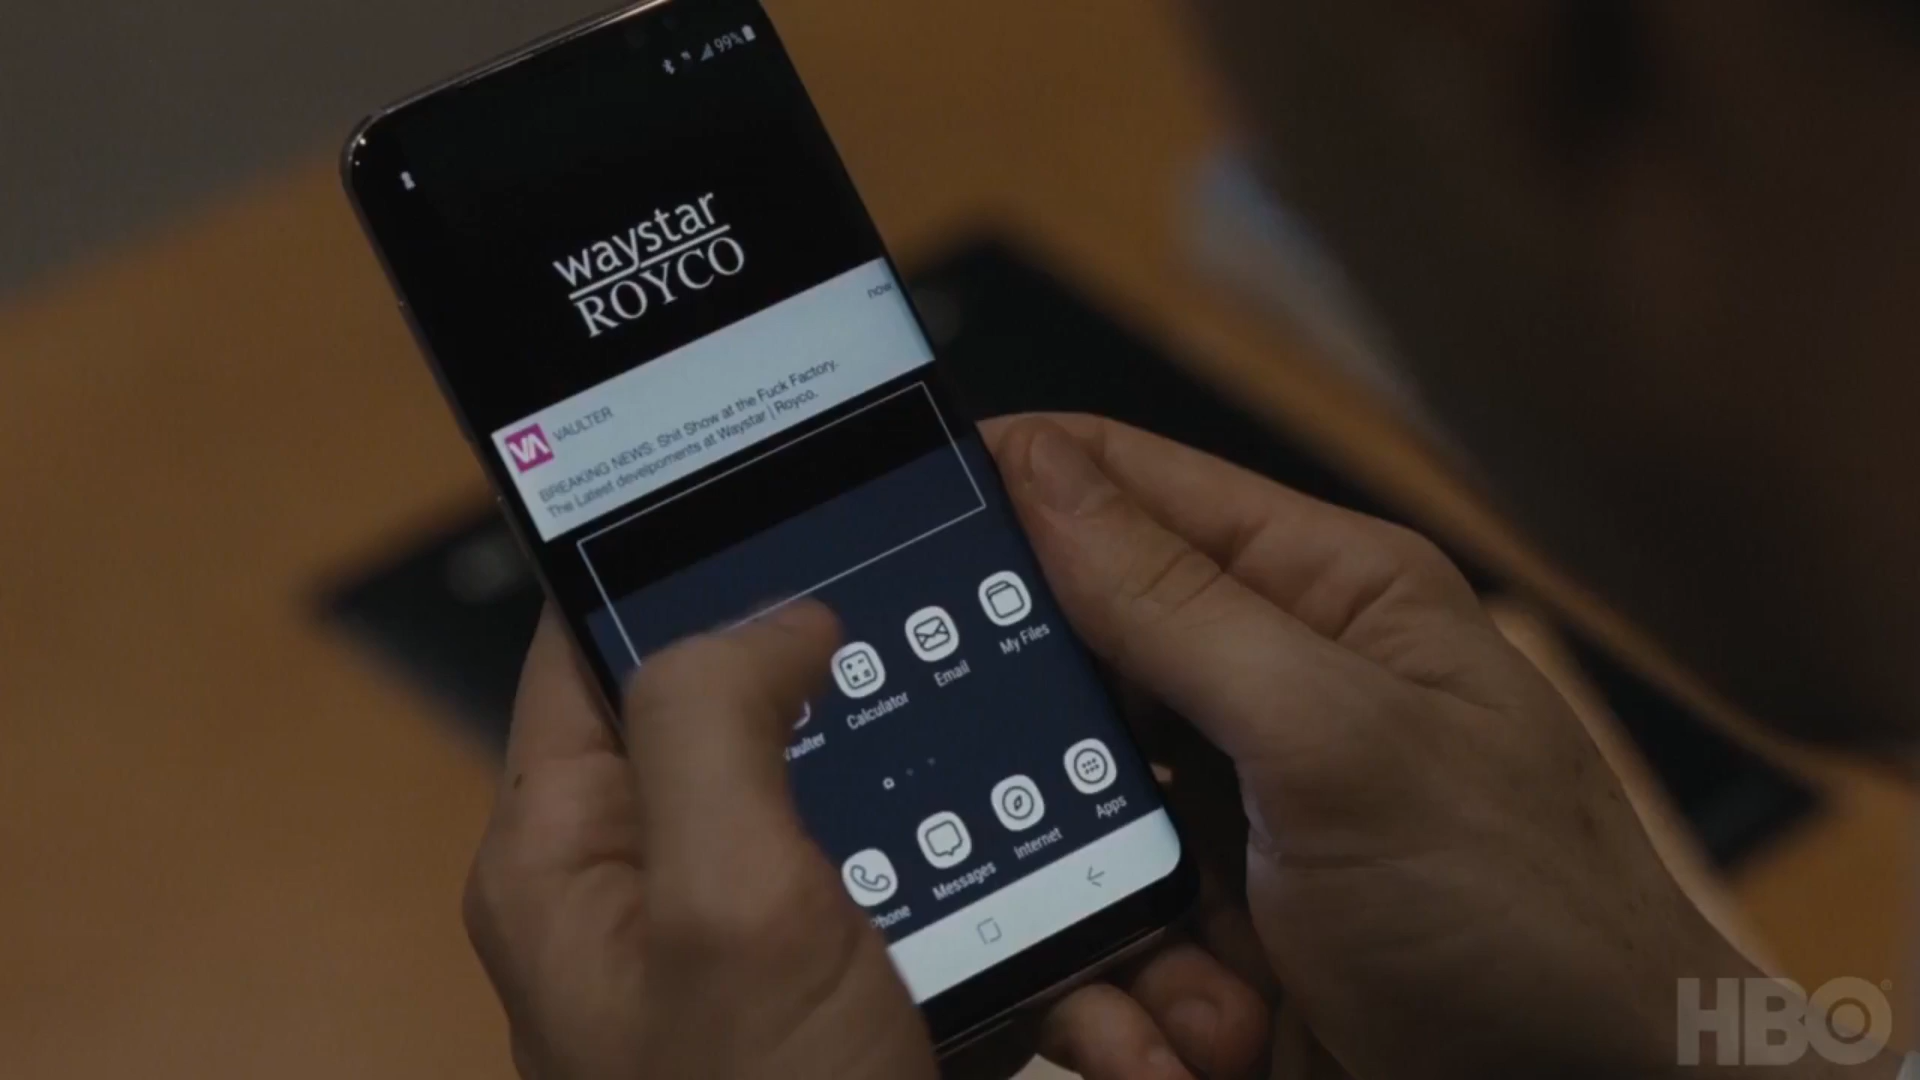 99%
waystar
ROYCO
now
VA VAULTER
BREAKING NEWS: Shit Show at the Fuck Factory.
The Latest develpoments at Waystar | Royco.
Vaulter
Calculator
Email
My Files
Phone
Messages
Internet
Apps
HBO®